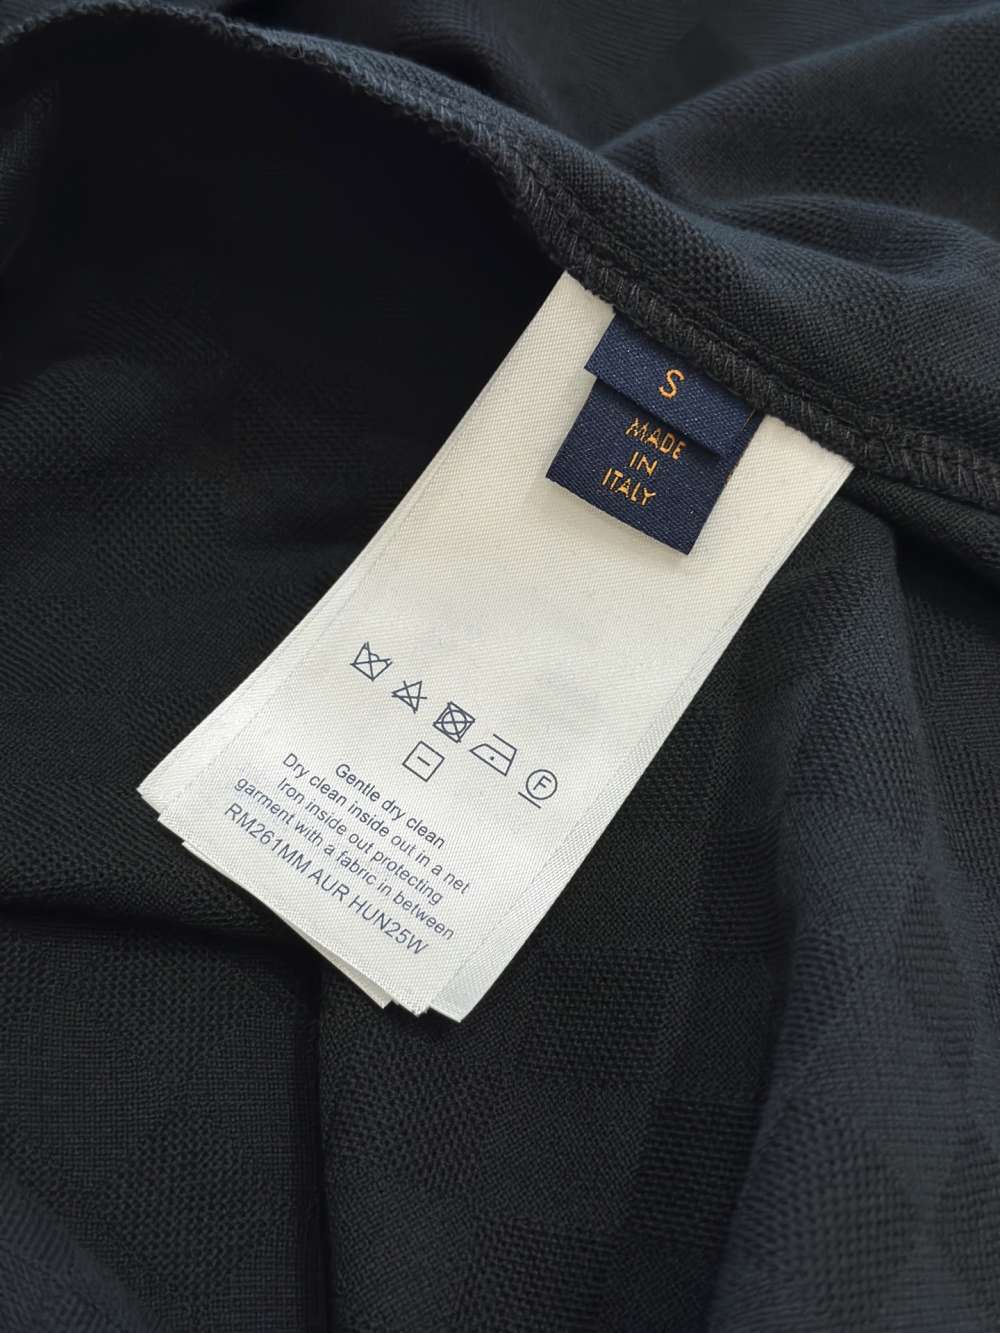 S
MADE
IN
ITALY
F
Gentle dry clean
Dry clean inside out in a net
Iron inside out protecting
garment with a fabric in between
RM261MM AUR HUN25W